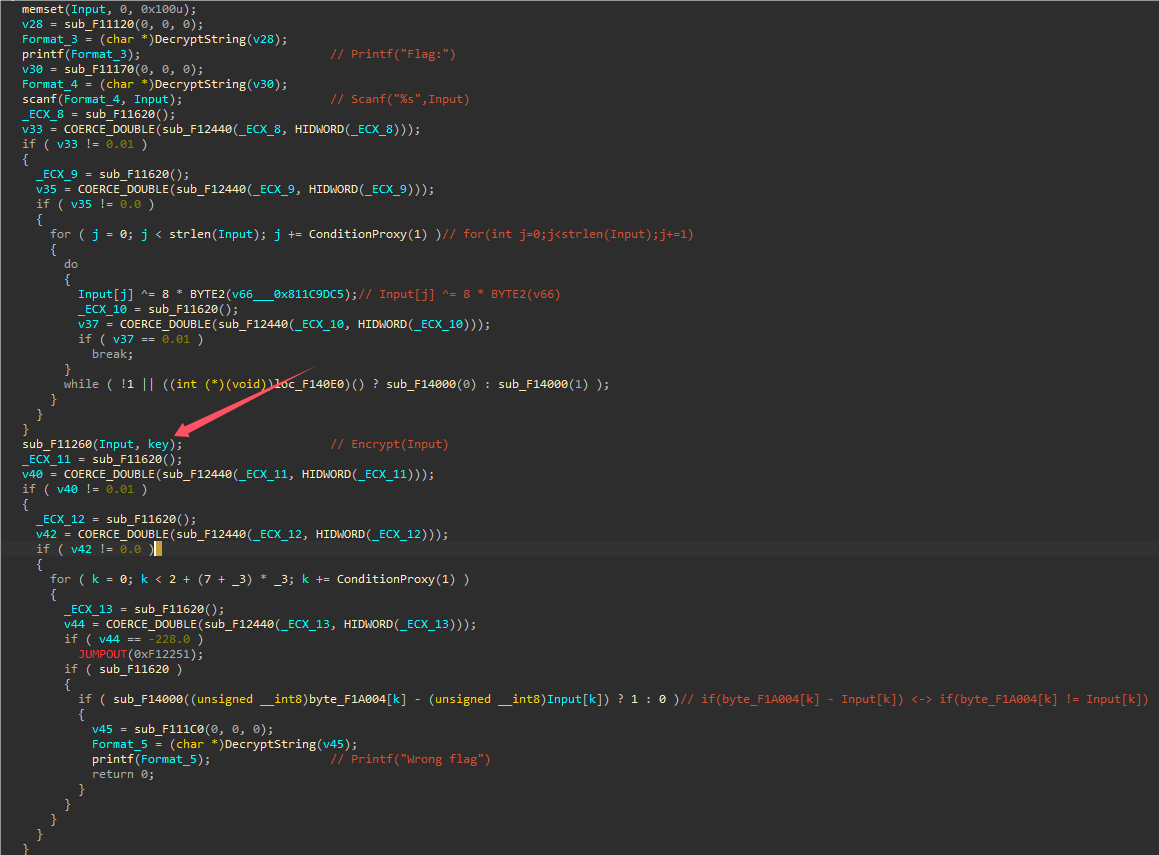 memset(Input, 0, 0x100u);
v28 = sub_F11120(0, 0, 0);
Format_3 = (char *)DecryptString(v28);
printf(Format_3); // Printf("Flag:")
v30 = sub_F11170(0, 0, 0);
Format_4 = (char *)DecryptString(v30);
scanf(Format_4, Input); // Scanf("%s",Input)
_ECX_8 = sub_F11620();
v33 = COERCE_DOUBLE(sub_F12440(_ECX_8, HIDWORD(_ECX_8)));
if ( v33 != 0.01 )
{
_ECX_9 = sub_F11620();
v35 = COERCE_DOUBLE(sub_F12440(_ECX_9, HIDWORD(_ECX_9)));
if ( v35 != 0.0 )
{
for ( j = 0; j < strlen(Input); j += ConditionProxy(1) )// for(int j=0;j<strlen(Input);j+=1)
{
do
{
Input[j] ^= 8 * BYTE2(v66___0x811C9DC5);// Input[j] ^= 8 * BYTE2(v66)
_ECX_10 = sub_F11620();
v37 = COERCE_DOUBLE(sub_F12440(_ECX_10, HIDWORD(_ECX_10)));
if ( v37 == 0.01 )
break;
}
while ( !1 || ((int (*)(void))loc_F140E0)() ? sub_F14000(0) : sub_F14000(1) );
}
}
}
sub_F11260(Input, key); // Encrypt(Input)
_ECX_11 = sub_F11620();
v40 = COERCE_DOUBLE(sub_F12440(_ECX_11, HIDWORD(_ECX_11)));
if ( v40 != 0.01 )
{
_ECX_12 = sub_F11620();
v42 = COERCE_DOUBLE(sub_F12440(_ECX_12, HIDWORD(_ECX_12)));
if ( v42 != 0.0 )
{
for ( k = 0; k < 2 + (7 + _3) * _3; k += ConditionProxy(1) )
{
_ECX_13 = sub_F11620();
v44 = COERCE_DOUBLE(sub_F12440(_ECX_13, HIDWORD(_ECX_13)));
if ( v44 == -228.0 )
JUMPOUT(0xF12251);
if ( sub_F11620 )
{
if ( sub_F14000((unsigned __int8)byte_F1A004[k] - (unsigned __int8)Input[k]) ? 1 : 0 )// if(byte_F1A004[k] - Input[k]) <-> if(byte_F1A004[k] != Input[k])
{
v45 = sub_F111C0(0, 0, 0);
Format_5 = (char *)DecryptString(v45);
printf(Format_5); // Printf("Wrong flag")
return 0;
}
}
}
}
}